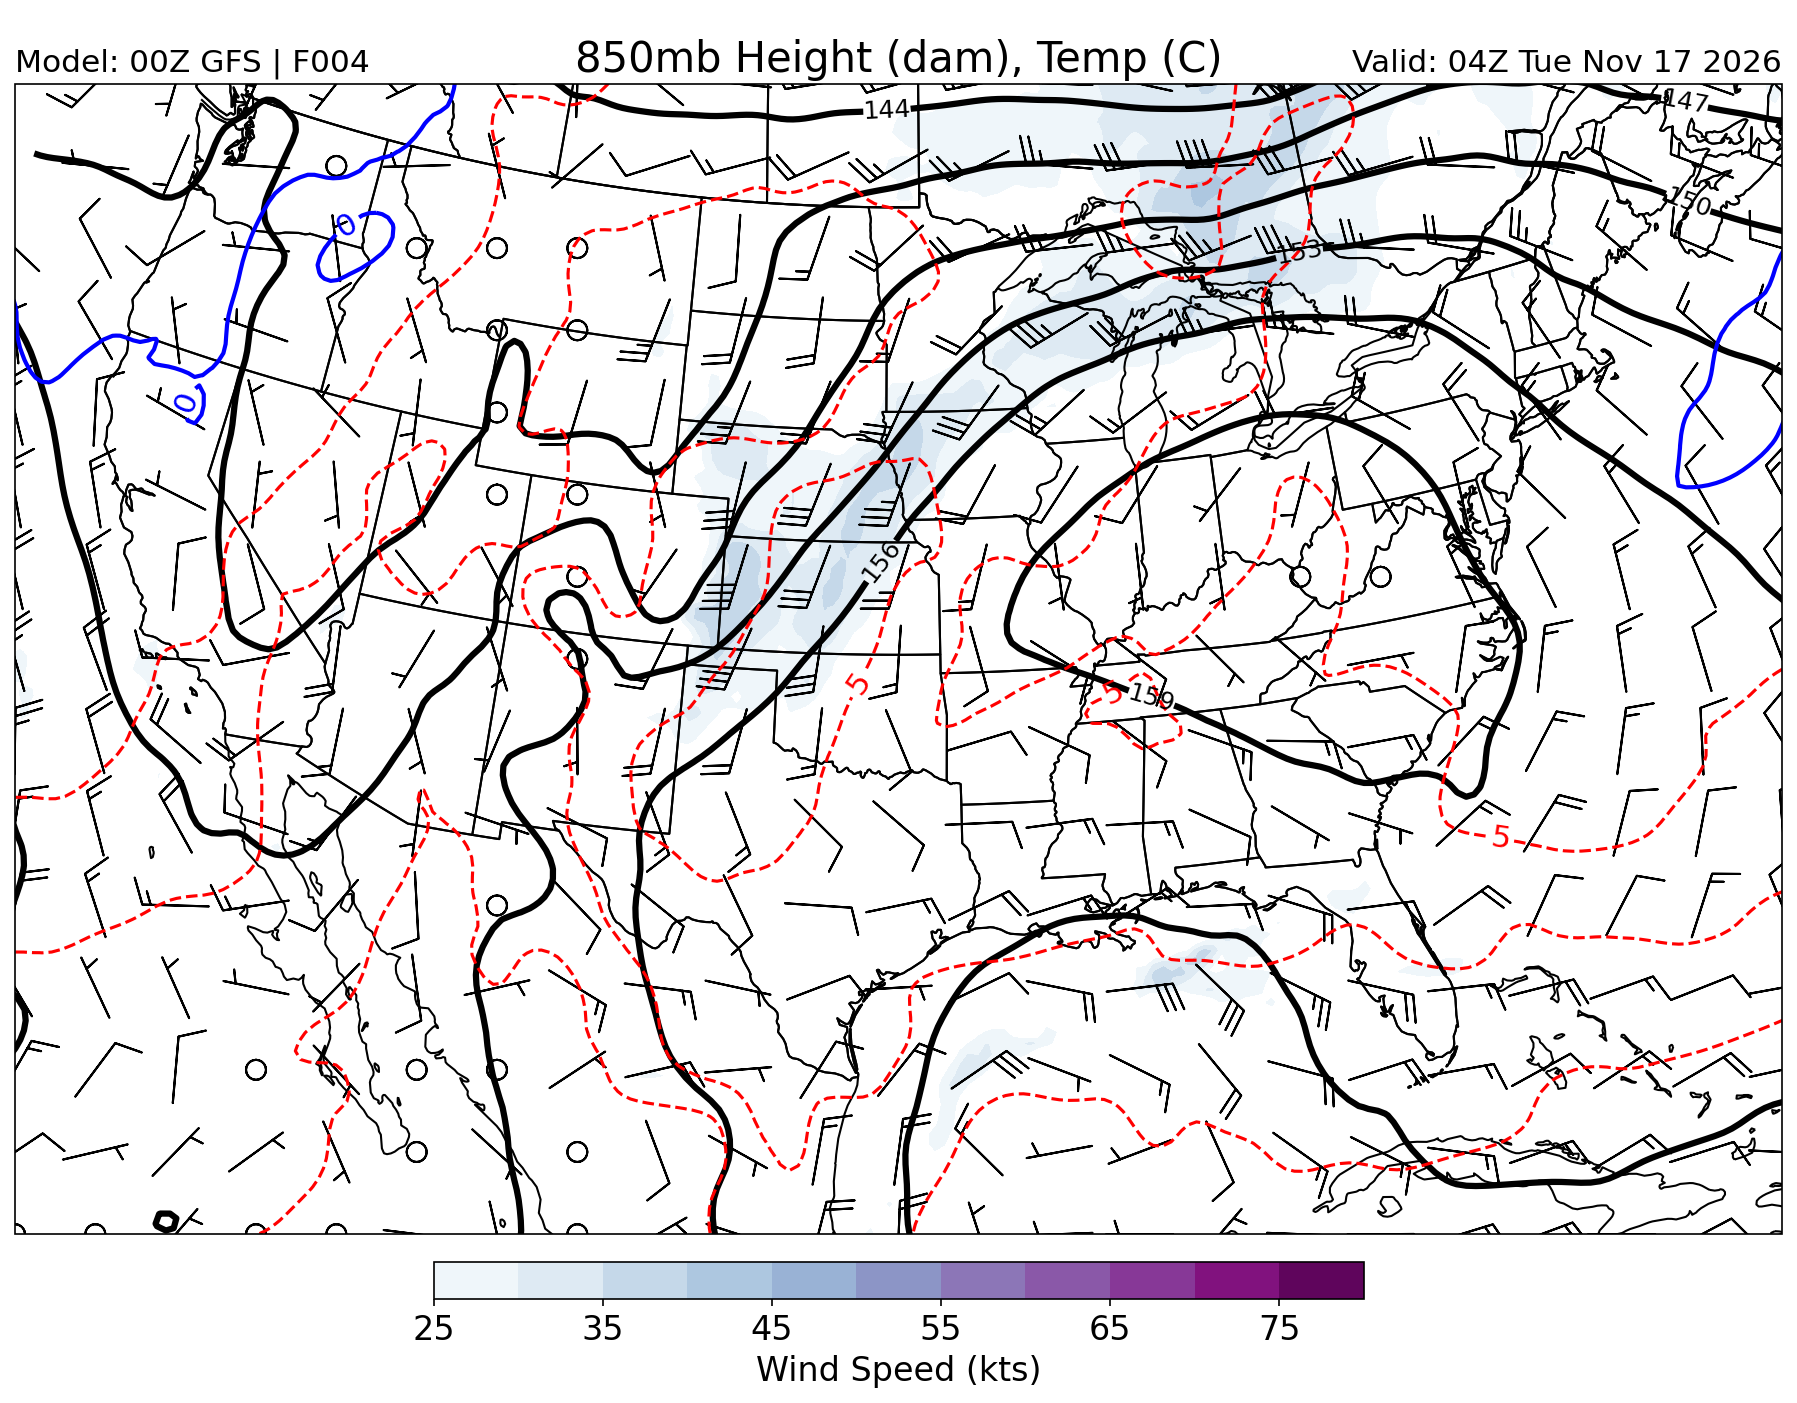 Model: 00Z GFS | F004
850mb Height (dam), Temp (C)
Valid: 04Z Tue Nov 17 2026
144
147
150
0
153
0
156
5
5
159
5
25 35 45 55 65 75
Wind Speed (kts)